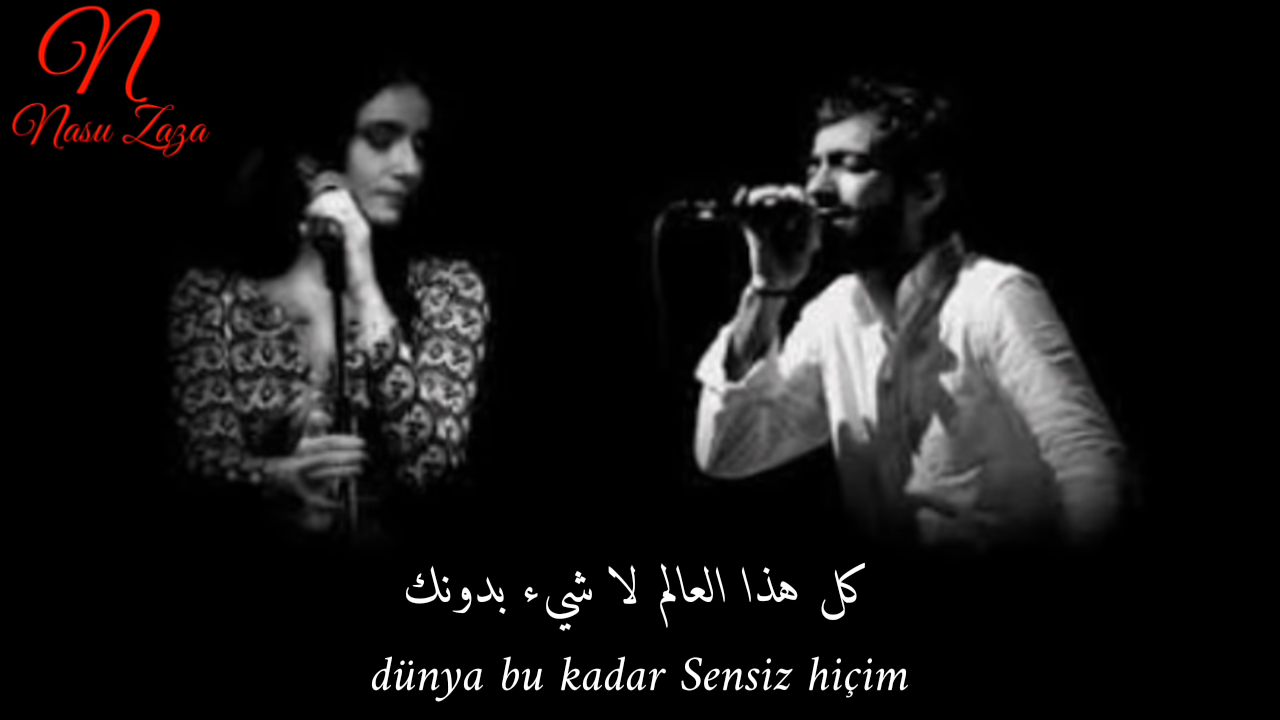 N
Nasu Zaza
كل هذا العالم لا شيء بدونك
dünya bu kadar Sensiz hiçim